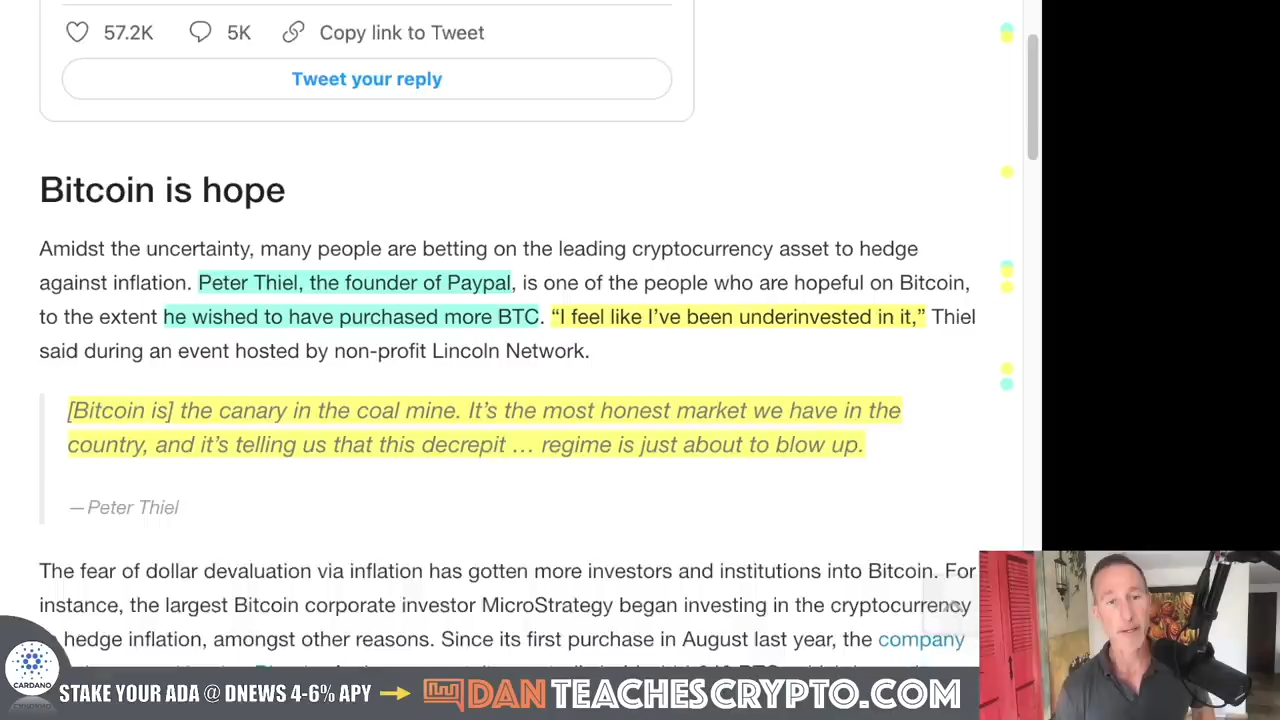 57.2K 5K Copy link to Tweet
Tweet your reply
Bitcoin is hope
Amidst the uncertainty, many people are betting on the leading cryptocurrency asset to hedge
against inflation. Peter Thiel, the founder of Paypal, is one of the people who are hopeful on Bitcoin,
to the extent he wished to have purchased more BTC. “I feel like I’ve been underinvested in it,” Thiel
said during an event hosted by non-profit Lincoln Network.
[Bitcoin is] the canary in the coal mine. It’s the most honest market we have in the
country, and it’s telling us that this decrepit … regime is just about to blow up.
—Peter Thiel
The fear of dollar devaluation via inflation has gotten more investors and institutions into Bitcoin. For
instance, the largest Bitcoin corporate investor MicroStrategy began investing in the cryptocurrency
hedge inflation, amongst other reasons. Since its first purchase in August last year, the company
CARDANO
STAKE YOUR ADA @ DNEWS 4-6% APY DANTEACHESCRYPTO.COM